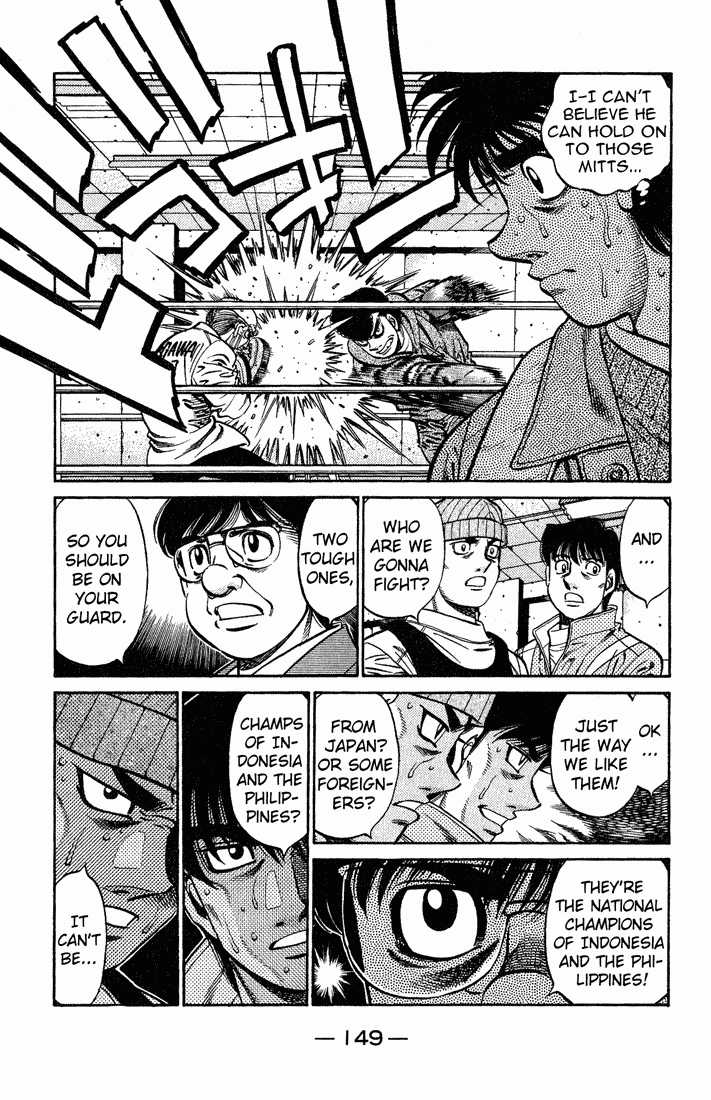 I-I CAN'T
BELIEVE HE
CAN HOLD ON
TO THOSE
MITTS...
AND
...
WHO
ARE WE
GONNA
FIGHT?
TWO
TOUGH
ONES,
SO YOU
SHOULD
BE ON
YOUR
GUARD.
OK
...
JUST
THE WAY
WE LIKE
THEM!
FROM
JAPAN?
OR SOME
FOREIGN-
ERS?
THEY'RE
THE NATIONAL
CHAMPIONS
OF INDONESIA
AND THE PHI-
LIPPINES!
CHAMPS
OF IN-
DONESIA
AND THE
PHILIP-
PINES?
IT
CAN'T
BE...
— 149 —